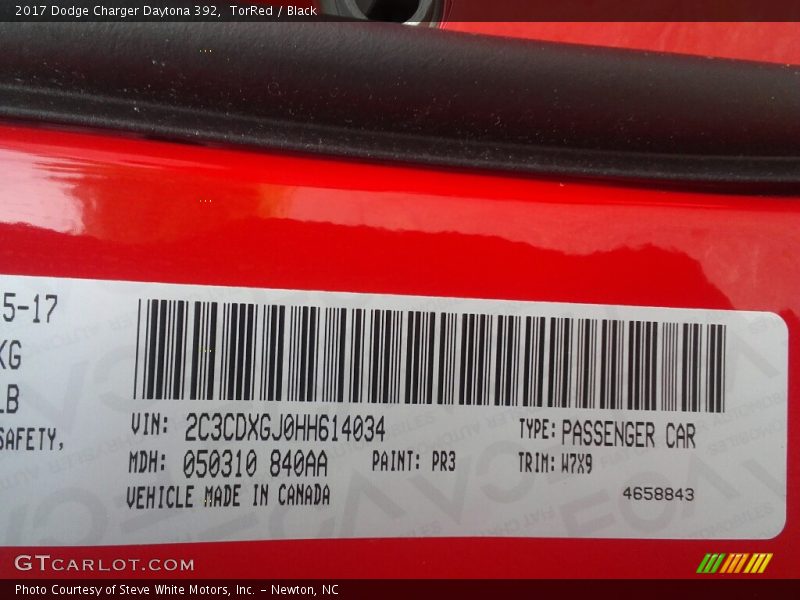 2017 Dodge Charger Daytona 392, TorRed / Black
5-17
KG
LB
SAFETY,
VIN: 2C3CDXGJ0HH614034 TYPE: PASSENGER CAR
MDH: 050310 840AA PAINT: PR3 TRIM: W7X9
VEHICLE MADE IN CANADA 4658843
GTCARLOT.COM
Photo Courtesy of Steve White Motors, Inc. - Newton, NC